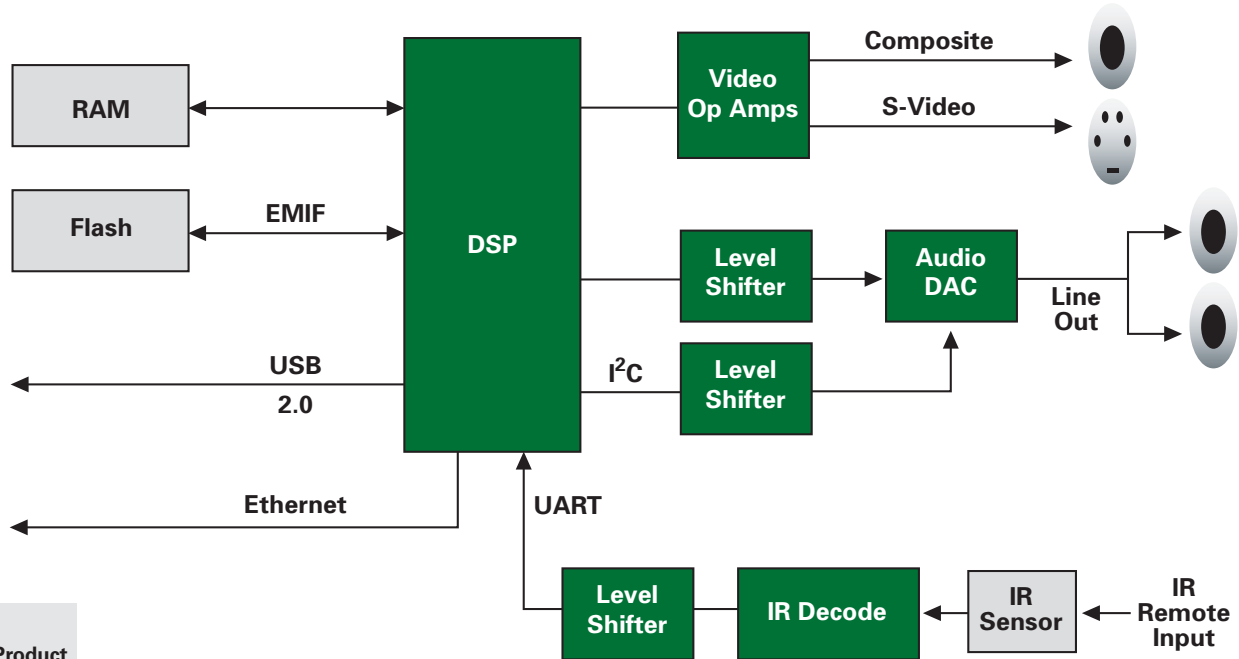 Composite
Video
Op Amps
S-Video
RAM
Flash
EMIF
DSP
Level
Shifter
Audio
DAC
Line
Out
USB
2.0
I²C
Level
Shifter
Ethernet
UART
Level
Shifter
IR Decode
IR
Sensor
IR
Remote
Input
Product